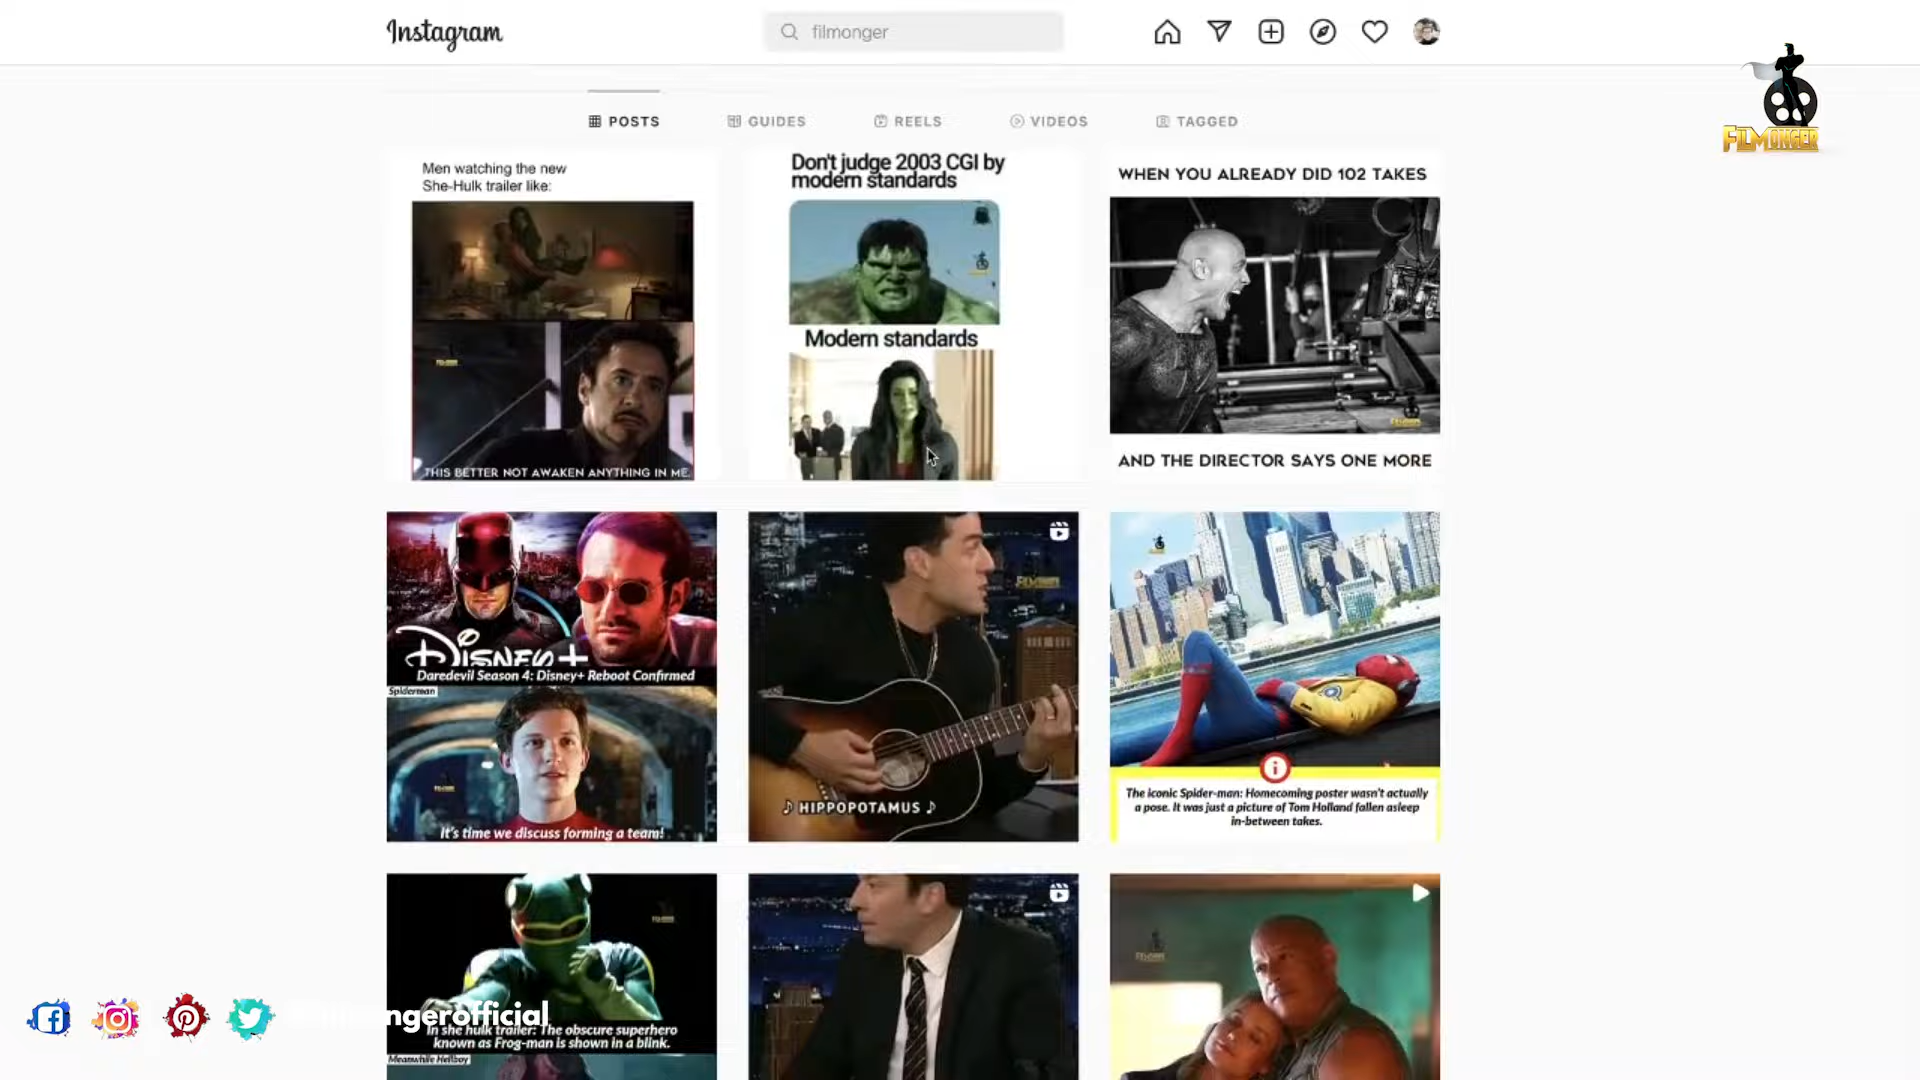 Instagram
filmonger
POSTS
GUIDES
REELS
VIDEOS
TAGGED
FILMONGER
Men watching the new
She-Hulk trailer like:
THIS BETTER NOT AWAKEN ANYTHING IN ME.
Don't judge 2003 CGI by
modern standards
Modern standards
WHEN YOU ALREADY DID 102 TAKES
AND THE DIRECTOR SAYS ONE MORE
DISNEY+
Daredevil Season 4: Disney+ Reboot Confirmed
Spiderman
It's time we discuss forming a team!
FILMONGER
♪ HIPPOPOTAMUS ♪
The iconic Spider-man: Homecoming poster wasn't actually
a pose. It was just a picture of Tom Holland fallen asleep
in-between takes.
ngerofficial
In she hulk trailer: The obscure superhero
known as Frog-man is shown in a blink.
Meanwhile Hellboy